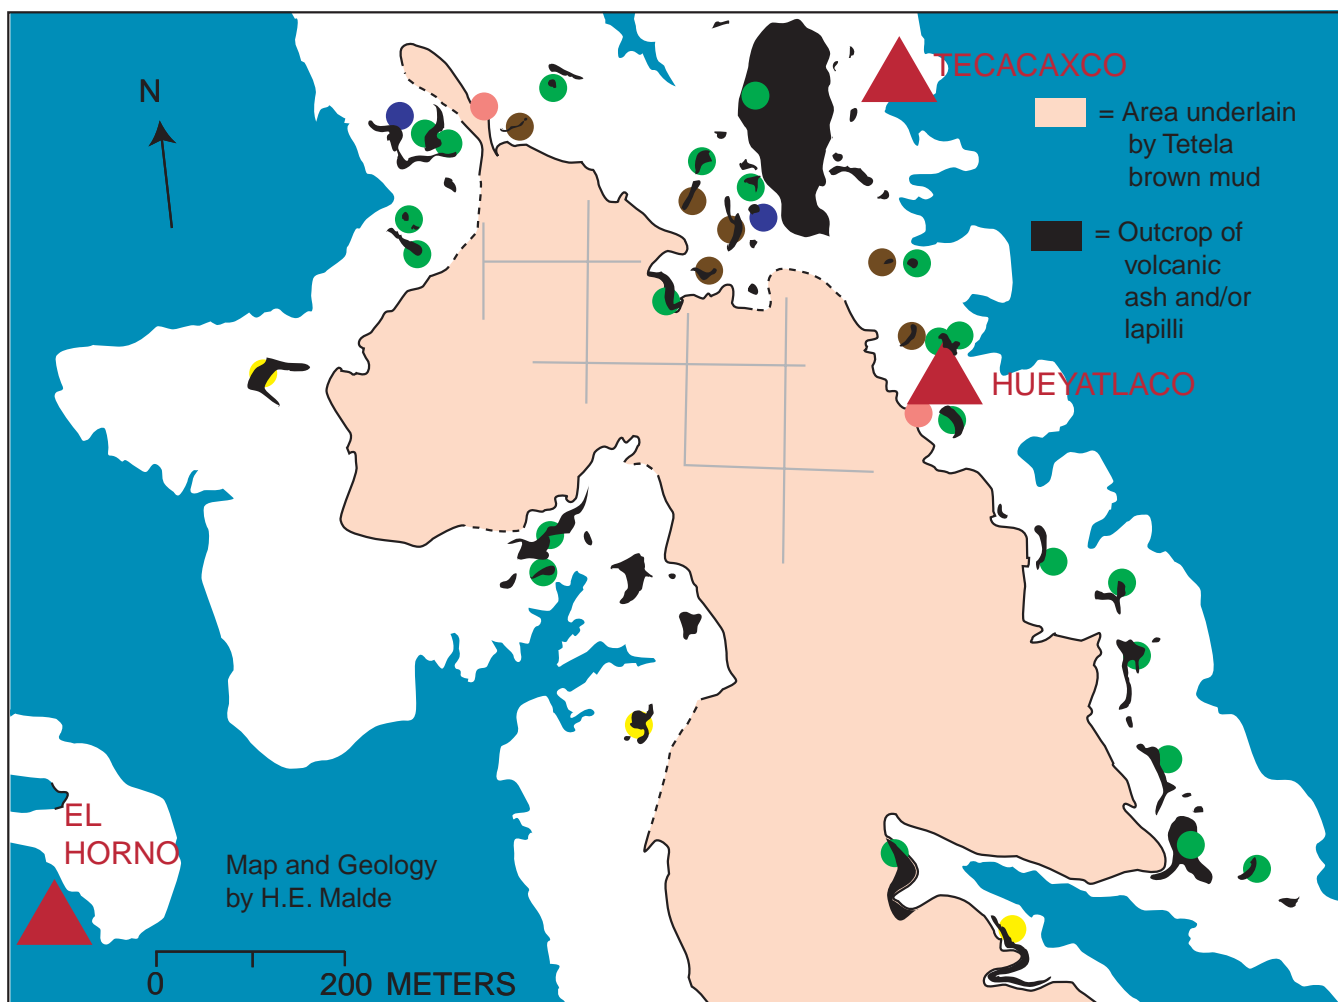 N
TECACAXCO
= Area underlain
by Tetela
brown mud
= Outcrop of
volcanic
ash and/or
lapilli
HUEYATLACO
EL
HORNO
Map and Geology
by H.E. Malde
0 200 METERS